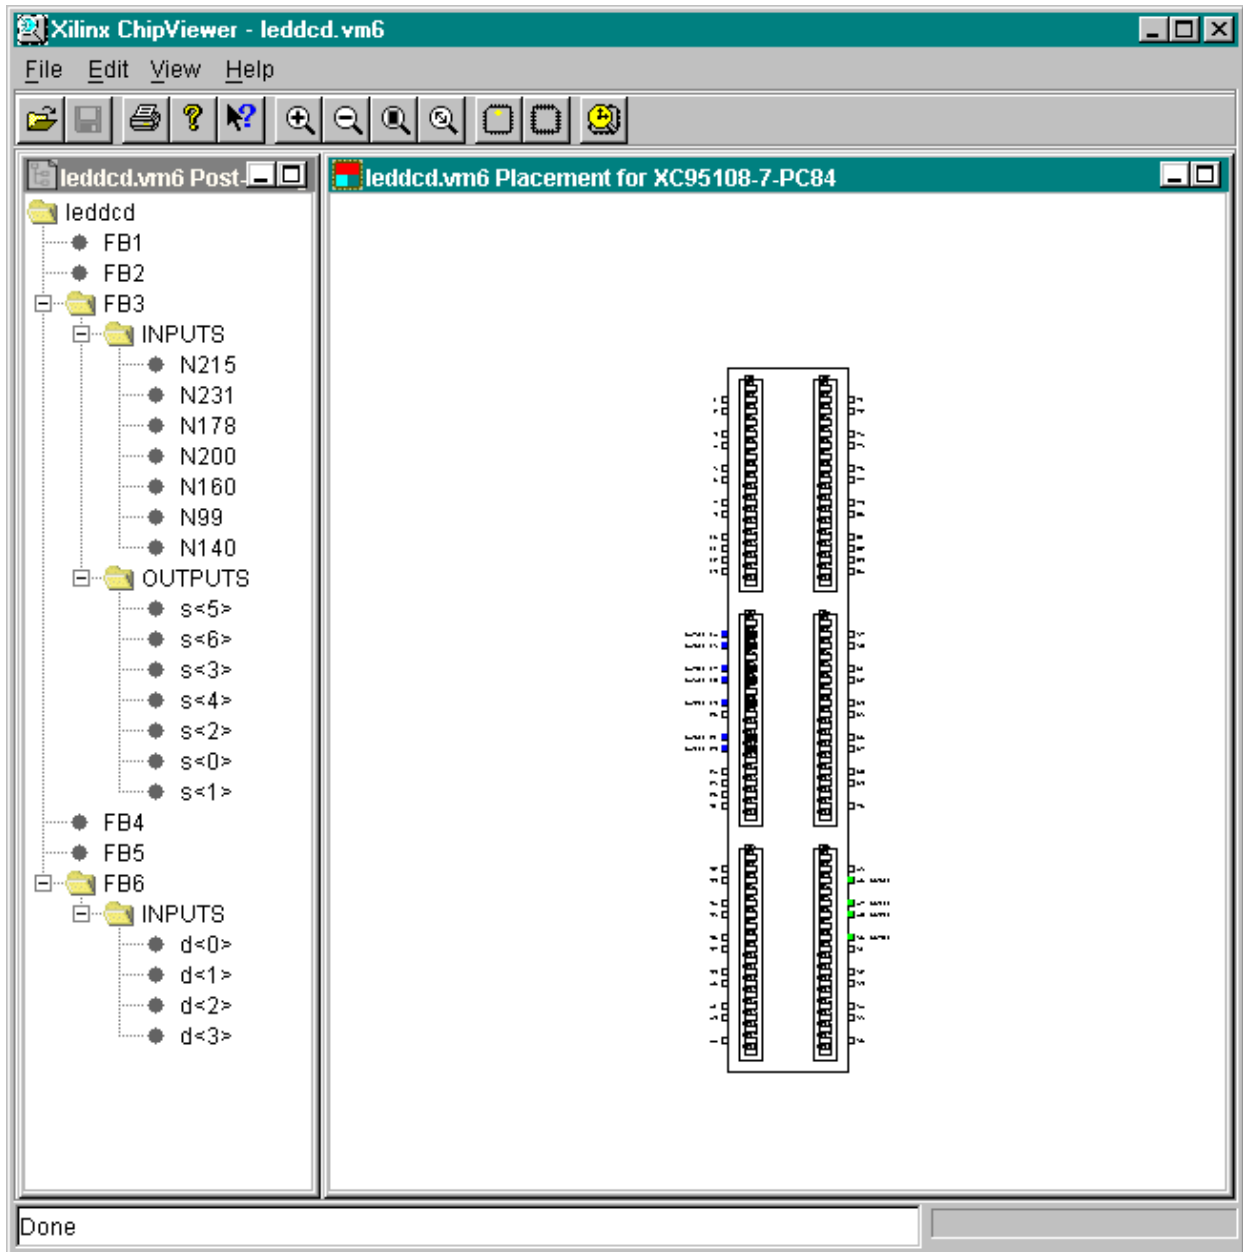 Xilinx ChipViewer - leddcd.vm6
File Edit View Help
leddcd.vm6 Post-
leddcd
FB1
FB2
FB3
INPUTS
N215
N231
N178
N200
N160
N99
N140
OUTPUTS
s<5>
s<6>
s<3>
s<4>
s<2>
s<0>
s<1>
FB4
FB5
FB6
INPUTS
d<0>
d<1>
d<2>
d<3>
leddcd.vm6 Placement for XC95108-7-PC84
Done